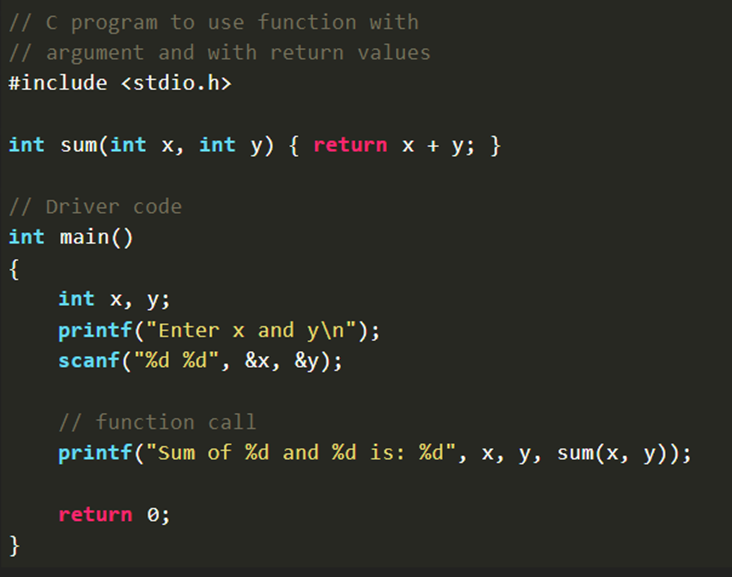 // C program to use function with
// argument and with return values
#include <stdio.h>
int sum(int x, int y) { return x + y; }
// Driver code
int main()
{
int x, y;
printf("Enter x and y\n");
scanf("%d %d", &x, &y);
// function call
printf("Sum of %d and %d is: %d", x, y, sum(x, y));
return 0;
}